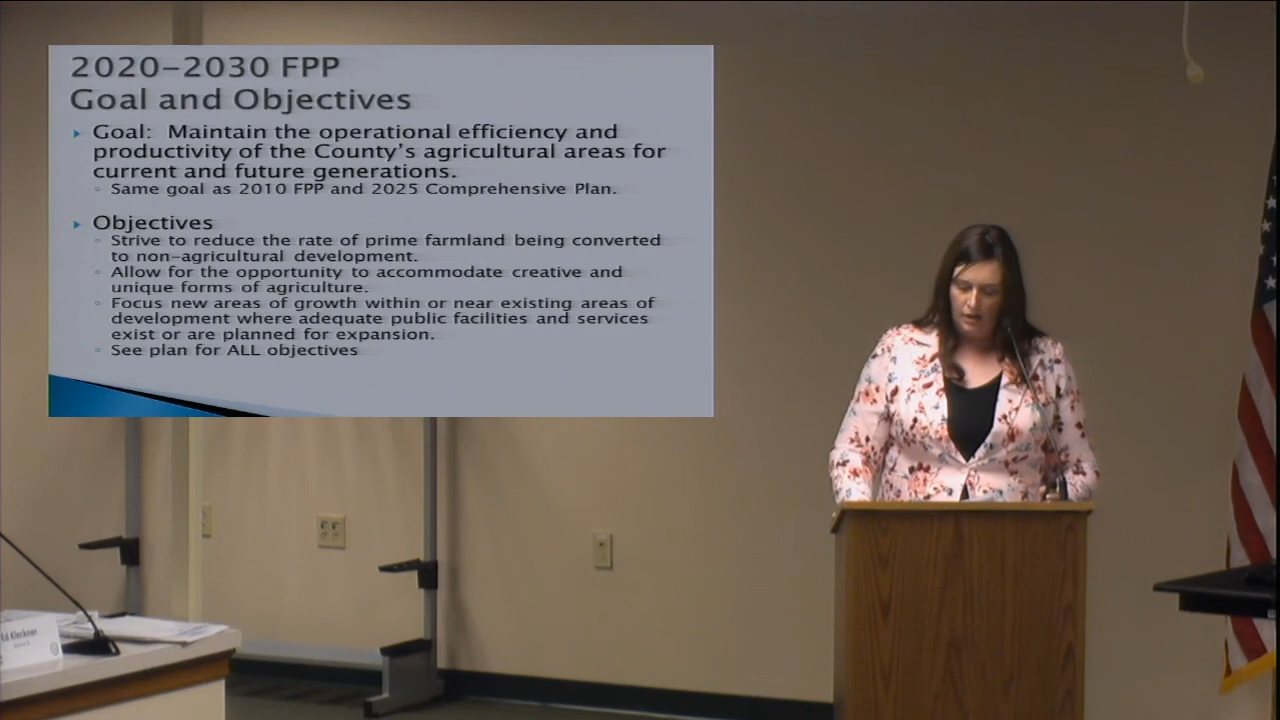 2020-2030 FPP
Goal and Objectives
Goal: Maintain the operational efficiency and
productivity of the County's agricultural areas for
current and future generations.
Same goal as 2010 FPP and 2025 Comprehensive Plan.
Objectives
Strive to reduce the rate of prime farmland being converted
to non-agricultural development.
Allow for the opportunity to accommodate creative and
unique forms of agriculture.
Focus new areas of growth within or near existing areas of
development where adequate public facilities and services
exist or are planned for expansion.
See plan for ALL objectives
Ed Kleckner